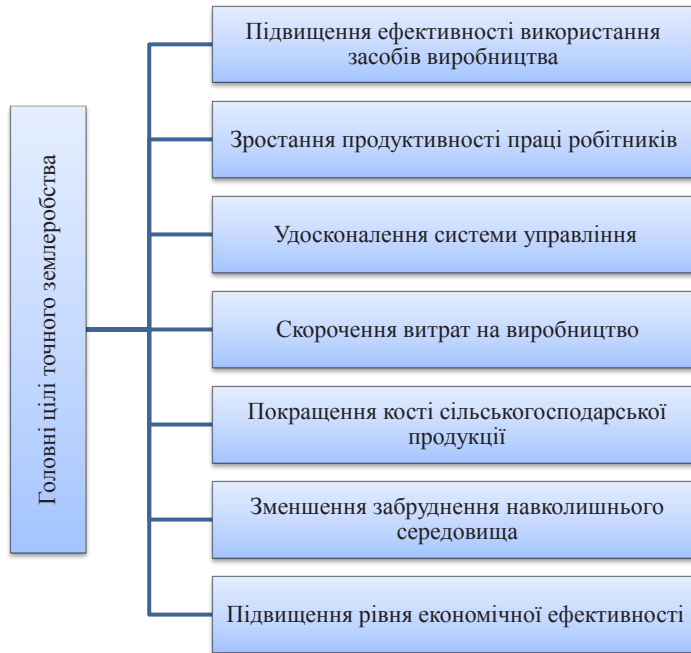 Головні цілі точного землеробства
Підвищення ефективності використання
засобів виробництва
Зростання продуктивності праці робітників
Удосконалення системи управління
Скорочення витрат на виробництво
Покращення кості сільськогосподарської
продукції
Зменшення забруднення навколишнього
середовища
Підвищення рівня економічної ефективності